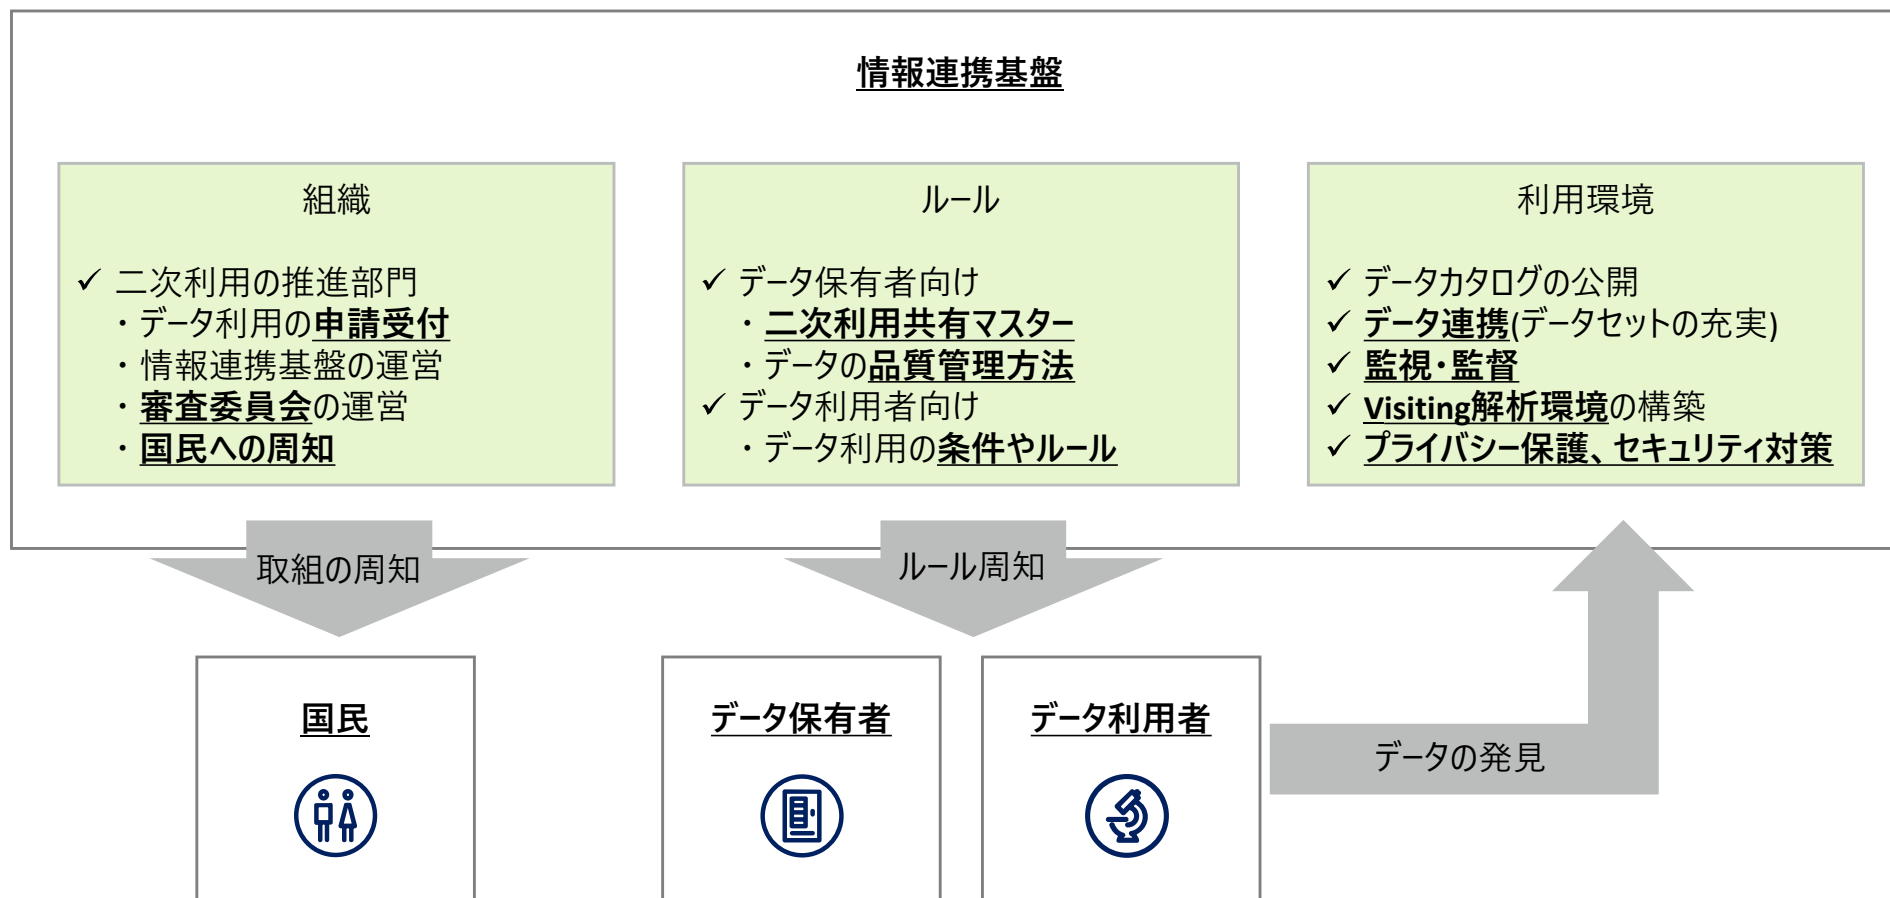 情報連携基盤
組織
✓ 二次利用の推進部門
・データ利用の申請受付
・情報連携基盤の運営
・審査委員会の運営
・国民への周知
ルール
✓ データ保有者向け
・二次利用共有マスター
・データの品質管理方法
✓ データ利用者向け
・データ利用の条件やルール
利用環境
✓ データカタログの公開
✓ データ連携(データセットの充実)
✓ 監視・監督
✓ Visiting解析環境の構築
✓ プライバシー保護、セキュリティ対策
取組の周知
ルール周知
国民
データ保有者
データ利用者
データの発見